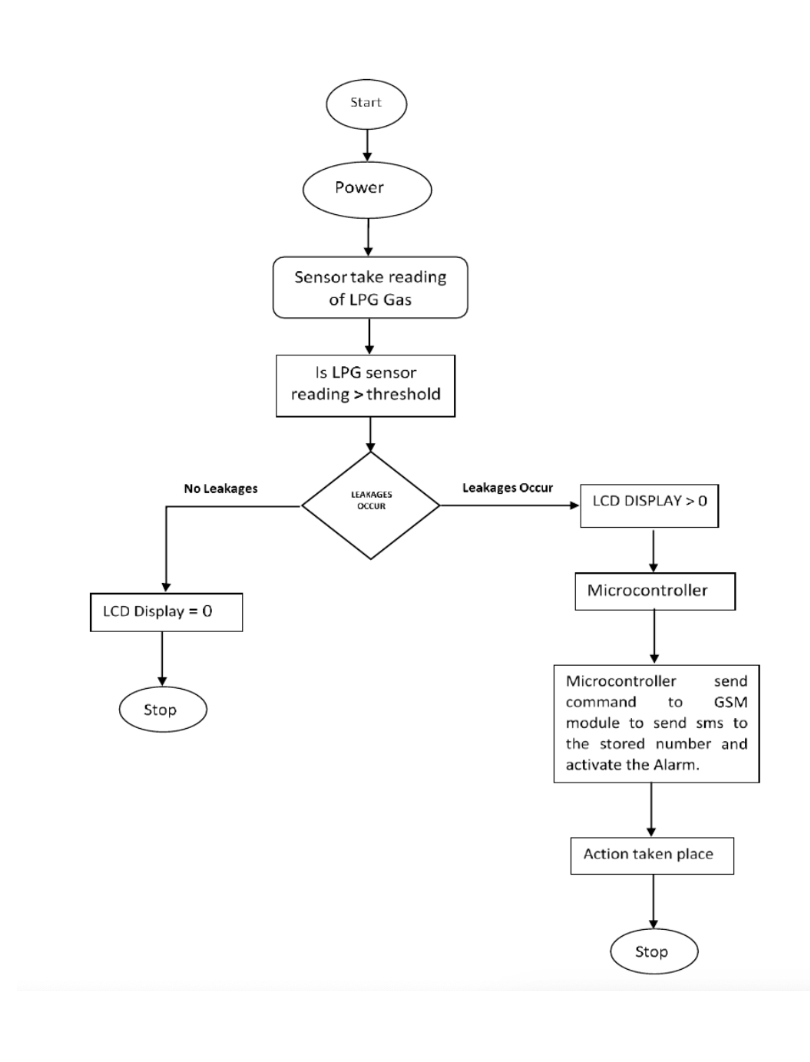 Start
Power
Sensor take reading
of LPG Gas
Is LPG sensor
reading > threshold
No Leakages
LEAKAGES
OCCUR
Leakages Occur
LCD DISPLAY > 0
Microcontroller
LCD Display = 0
Stop
Microcontroller send
command to GSM
module to send sms to
the stored number and
activate the Alarm.
Action taken place
Stop